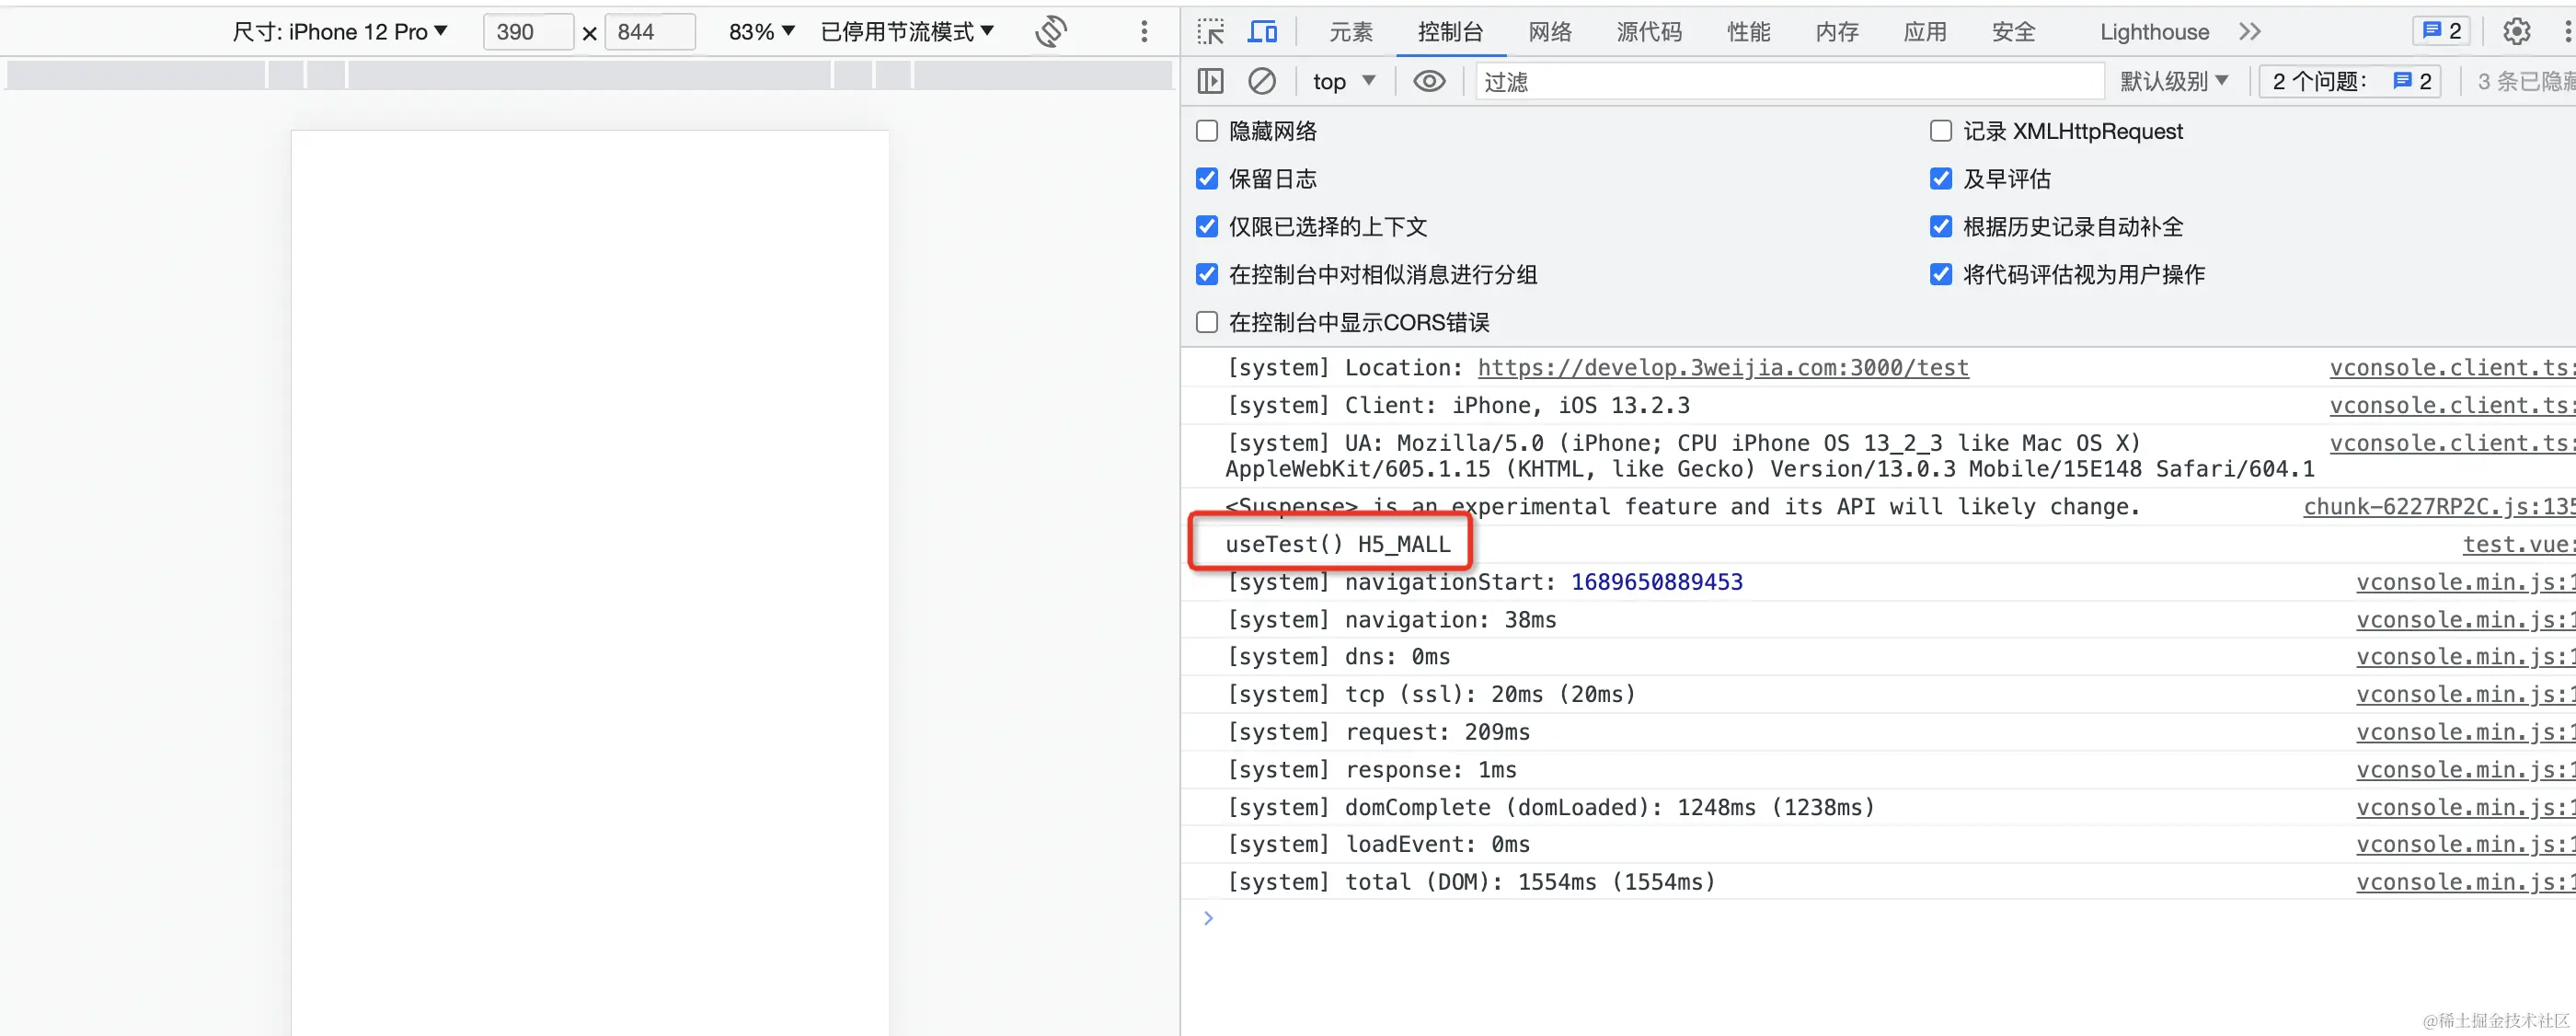 尺寸: iPhone 12 Pro 390 × 844 83% 已停用节流模式
元素 控制台 网络 源代码 性能 内存 应用 安全 Lighthouse 2
top 过滤 默认级别 2 个问题: 2 3 条已隐藏
隐藏网络 记录 XMLHttpRequest
保留日志 及早评估
仅限已选择的上下文 根据历史记录自动补全
在控制台中对相似消息进行分组 将代码评估视为用户操作
在控制台中显示CORS错误
[system] Location: https://develop.3weijia.com:3000/test vconsole.client.ts:
[system] Client: iPhone, iOS 13.2.3 vconsole.client.ts:
[system] UA: Mozilla/5.0 (iPhone; CPU iPhone OS 13_2_3 like Mac OS X) vconsole.client.ts:
AppleWebKit/605.1.15 (KHTML, like Gecko) Version/13.0.3 Mobile/15E148 Safari/604.1
<Suspense> is an experimental feature and its API will likely change. chunk-6227RP2C.js:135
useTest() H5_MALL test.vue:
[system] navigationStart: 1689650889453 vconsole.min.js:1
[system] navigation: 38ms vconsole.min.js:1
[system] dns: 0ms vconsole.min.js:1
[system] tcp (ssl): 20ms (20ms) vconsole.min.js:1
[system] request: 209ms vconsole.min.js:1
[system] response: 1ms vconsole.min.js:1
[system] domComplete (domLoaded): 1248ms (1238ms) vconsole.min.js:1
[system] loadEvent: 0ms vconsole.min.js:1
[system] total (DOM): 1554ms (1554ms) vconsole.min.js:1
@稀土掘金技术社区